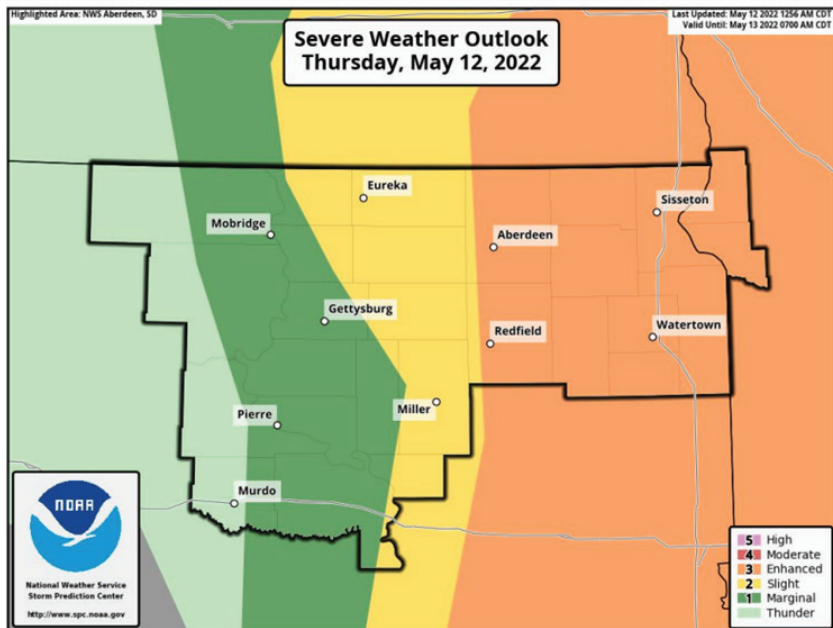 Highlighted Area: NWS Aberdeen, SD
Last Updated: May 12 2022 1256 AM CDT
Valid Until: May 13 2022 0700 AM CDT
Severe Weather Outlook
Thursday, May 12, 2022
Eureka
Sisseton
Mobridge
Aberdeen
Gettysburg
Redfield
Watertown
Pierre
Miller
Murdo
NOAA
National Weather Service
Storm Prediction Center
http://www.spc.noaa.gov
5 High
4 Moderate
3 Enhanced
2 Slight
1 Marginal
Thunder